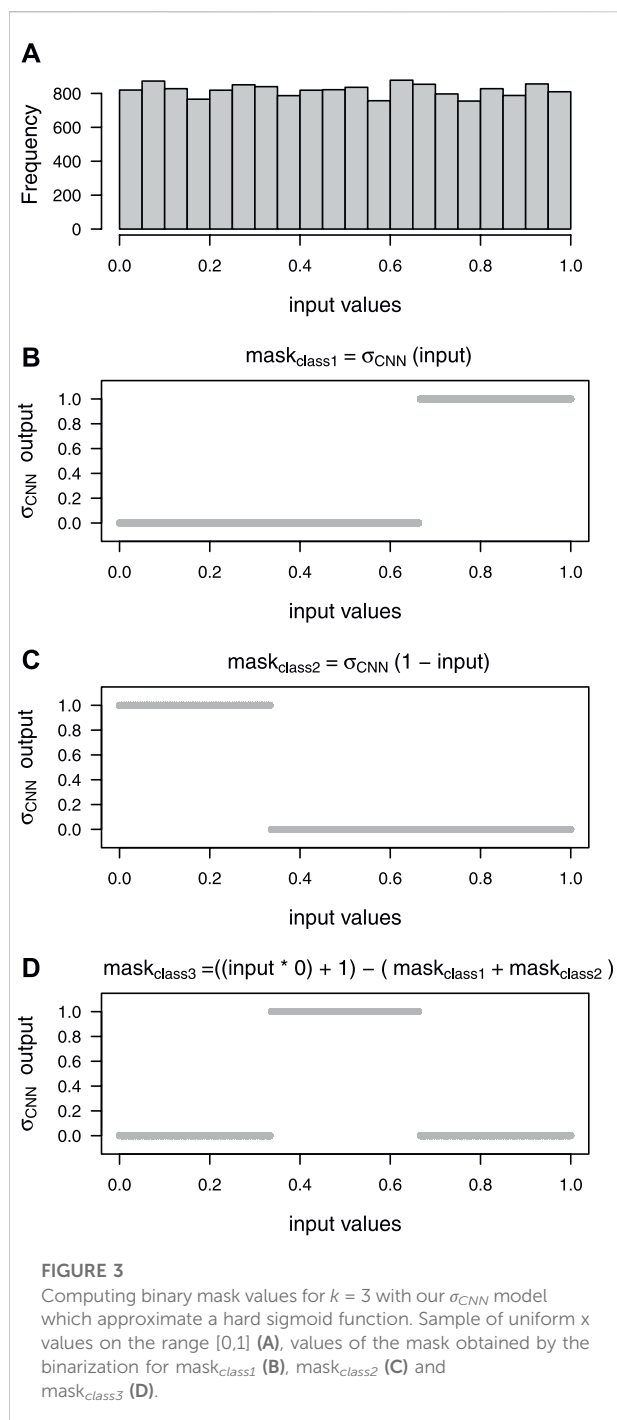 A
Frequency
800
600
400
200
0
0.0 0.2 0.4 0.6 0.8 1.0
input values
B
mask_class1 = σ_CNN (input)
σ_CNN output
1.0
0.8
0.6
0.4
0.2
0.0
0.0 0.2 0.4 0.6 0.8 1.0
input values
C
mask_class2 = σ_CNN (1 − input)
σ_CNN output
1.0
0.8
0.6
0.4
0.2
0.0
0.0 0.2 0.4 0.6 0.8 1.0
input values
D
mask_class3 =((input * 0) + 1) − ( mask_class1 + mask_class2 )
σ_CNN output
1.0
0.8
0.6
0.4
0.2
0.0
0.0 0.2 0.4 0.6 0.8 1.0
input values
FIGURE 3
Computing binary mask values for k = 3 with our σ_CNN model
which approximate a hard sigmoid function. Sample of uniform x
values on the range [0,1] (A), values of the mask obtained by the
binarization for mask_class1 (B), mask_class2 (C) and
mask_class3 (D).